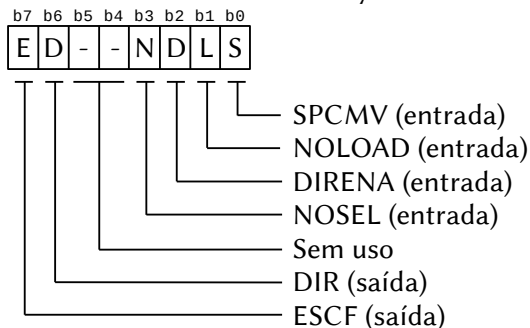 b7 b6 b5 b4 b3 b2 b1 b0
E D - - N D L S
SPCMV (entrada)
NOLOAD (entrada)
DIRENA (entrada)
NOSEL (entrada)
Sem uso
DIR (saída)
ESCF (saída)